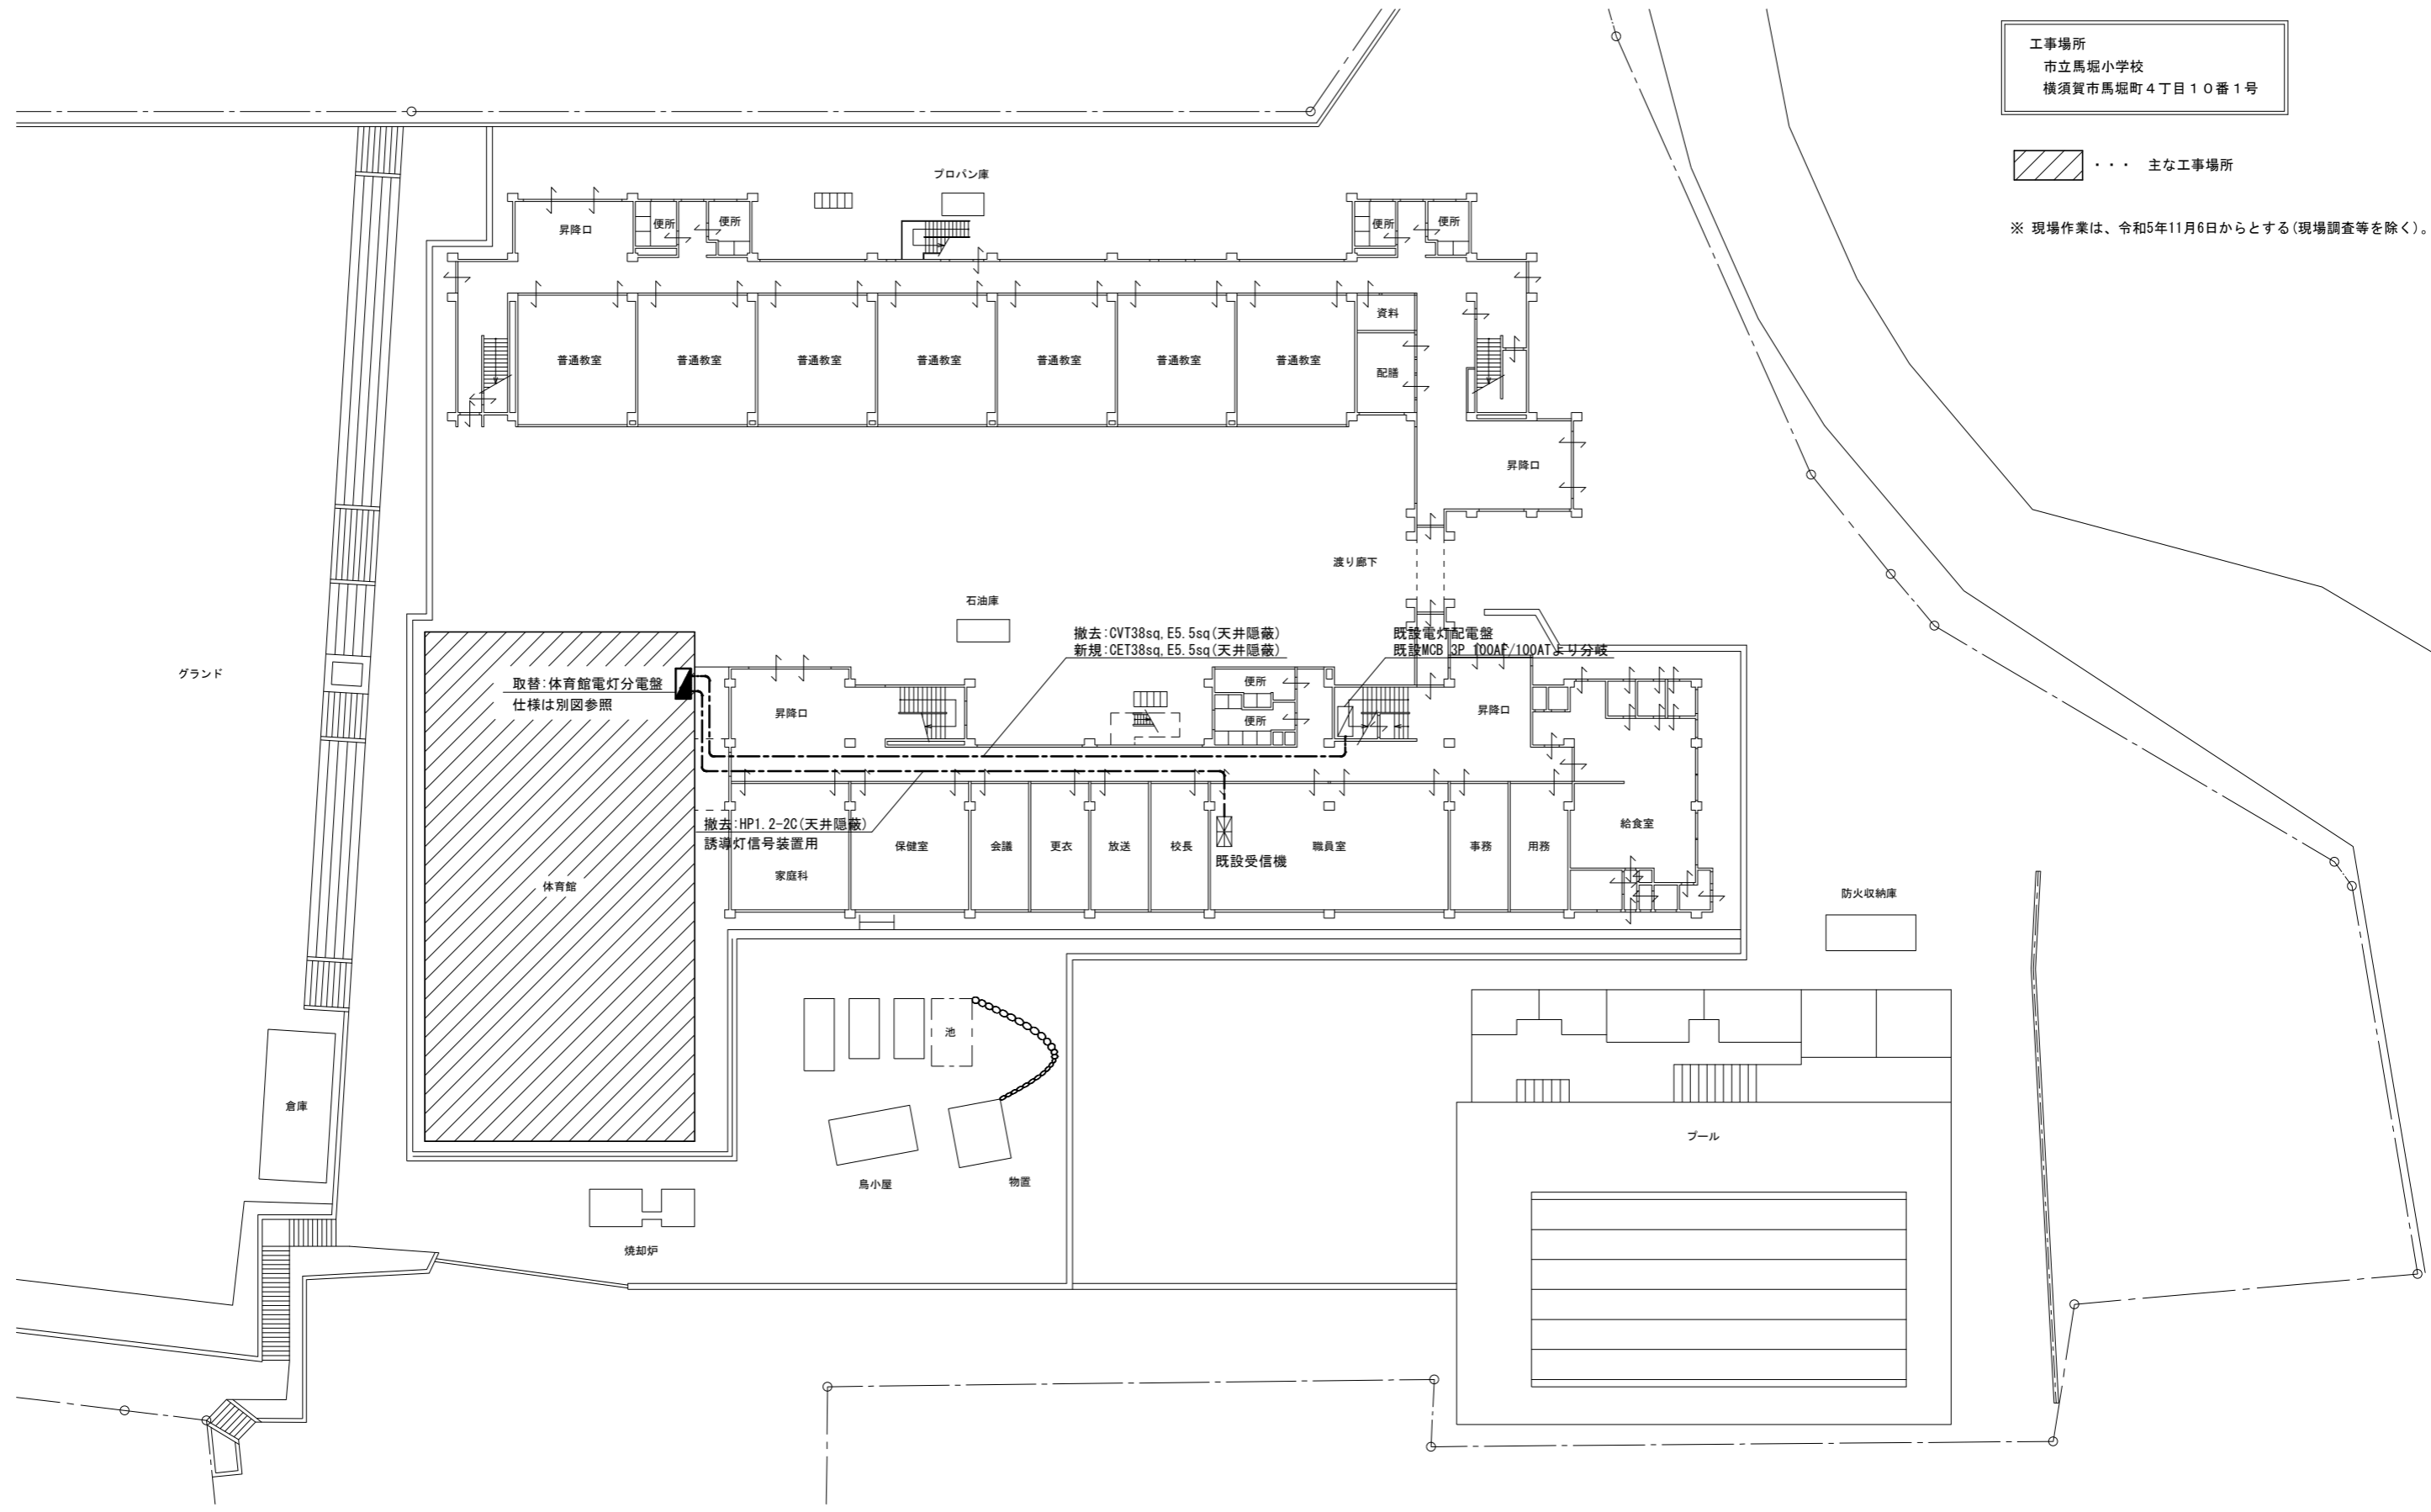 工事場所
市立馬堀小学校
横須賀市馬堀町４丁目１０番１号
・・・　主な工事場所
※ 現場作業は、令和5年11月6日からとする(現場調査等を除く)。
プロパン庫
昇降口
便所
便所
便所
便所
普通教室
普通教室
普通教室
普通教室
普通教室
普通教室
普通教室
資料
配膳
昇降口
渡り廊下
石油庫
グランド
撤去:CVT38sq,E5.5sq(天井隠蔽)
新規:CET38sq,E5.5sq(天井隠蔽)
既設電灯配電盤
既設MCB 3P 100AF/100ATより分岐
取替:体育館電灯分電盤
仕様は別図参照
昇降口
便所
便所
昇降口
撤去:HP1.2-2C(天井隠蔽)
誘導灯信号装置用
体育館
家庭科
保健室
会議
更衣
放送
校長
既設受信機
職員室
事務
用務
給食室
防火収納庫
池
倉庫
鳥小屋
物置
焼却炉
プール